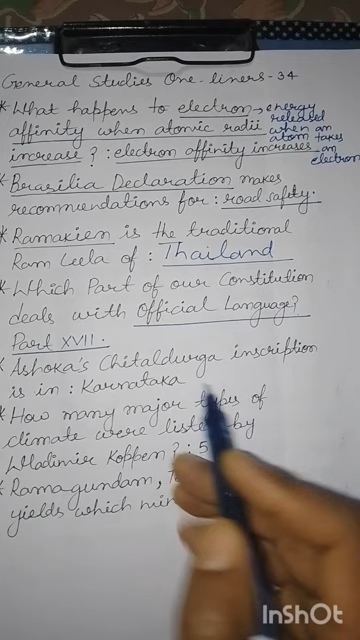 General Studies One-liners-34
* What happens to electron → energy
affinity when atomic radii released
increase? : electron affinity increases. when an
atom takes
an
electron
* Brasilia Declaration makes
recommendations for: road safety.
* Ramakien is the traditional
Ram Leela of: Thailand
* Which Part of our Constitution
deals with Official Language?
Part XVII.
* Ashoka's Chitaldurga inscription
is in: Karnataka
* How many major types of
climate were listed by
Wladimir Koppen? : 5
* Ramagundam,
yields which
InShOt